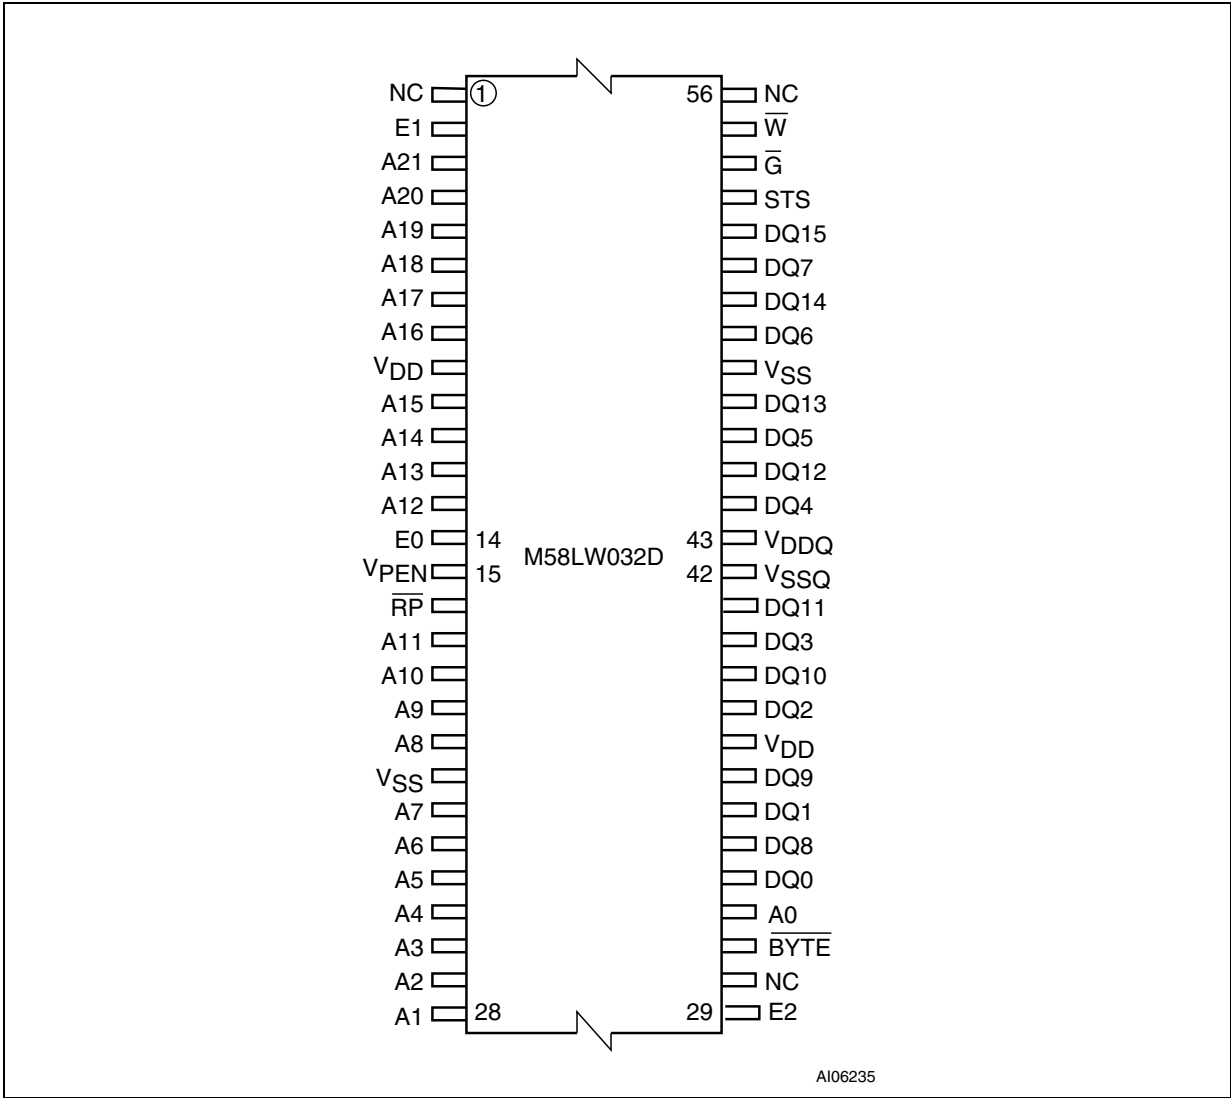 NC 1 56 NC
E1 W̅
A21 G̅
A20 STS
A19 DQ15
A18 DQ7
A17 DQ14
A16 DQ6
VDD VSS
A15 DQ13
A14 DQ5
A13 DQ12
A12 DQ4
E0 14 43 VDDQ
M58LW032D
VPEN 15 42 VSSQ
R̅P̅ DQ11
A11 DQ3
A10 DQ10
A9 DQ2
A8 VDD
VSS DQ9
A7 DQ1
A6 DQ8
A5 DQ0
A4 A0
A3 B̅Y̅T̅E̅
A2 NC
A1 28 29 E2
AI06235